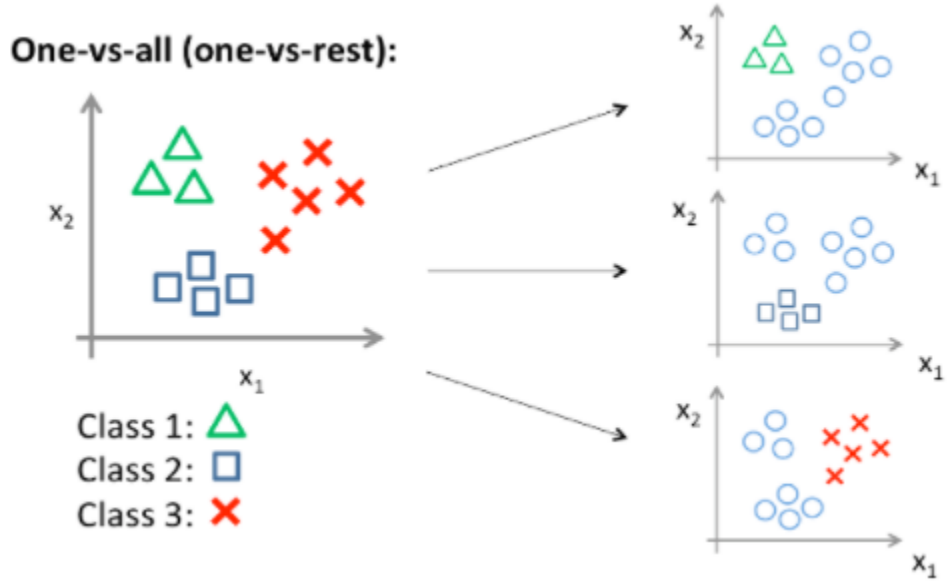 One-vs-all (one-vs-rest):
x2
x1
Class 1:
Class 2:
Class 3:
x2
x1
x2
x1
x2
x1